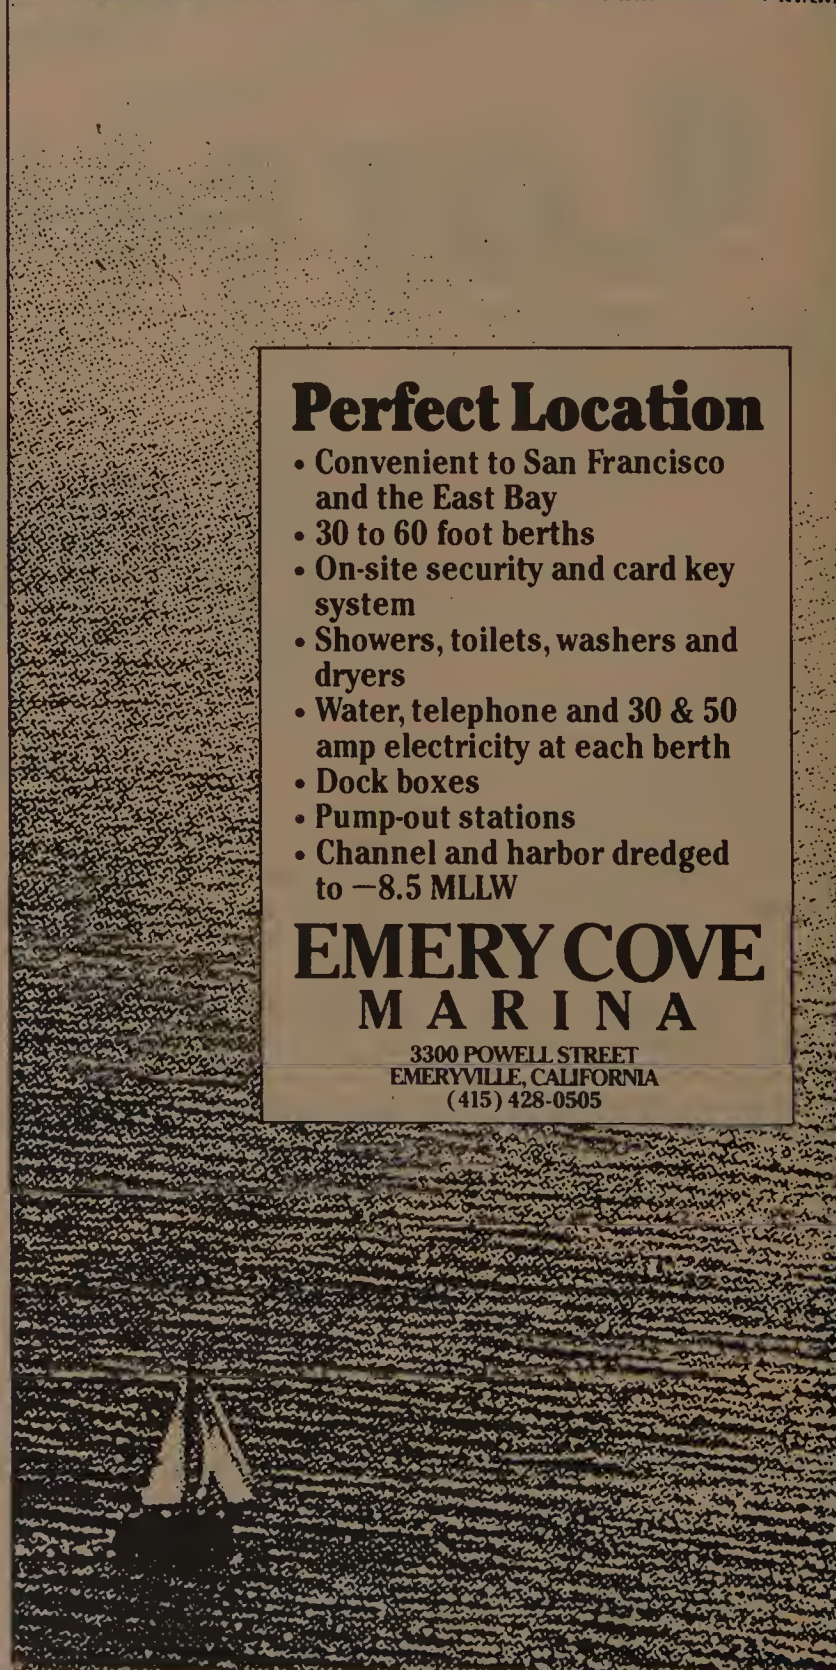 Perfect Location
• Convenient to San Francisco
and the East Bay
• 30 to 60 foot berths
• On-site security and card key
system
• Showers, toilets, washers and
dryers
• Water, telephone and 30 & 50
amp electricity at each berth
• Dock boxes
• Pump-out stations
• Channel and harbor dredged
to —8.5 MLLW
EMERY COVE
MARINA
3300 POWELL STREET
EMERYVILLE, CALIFORNIA
(415) 428-0505